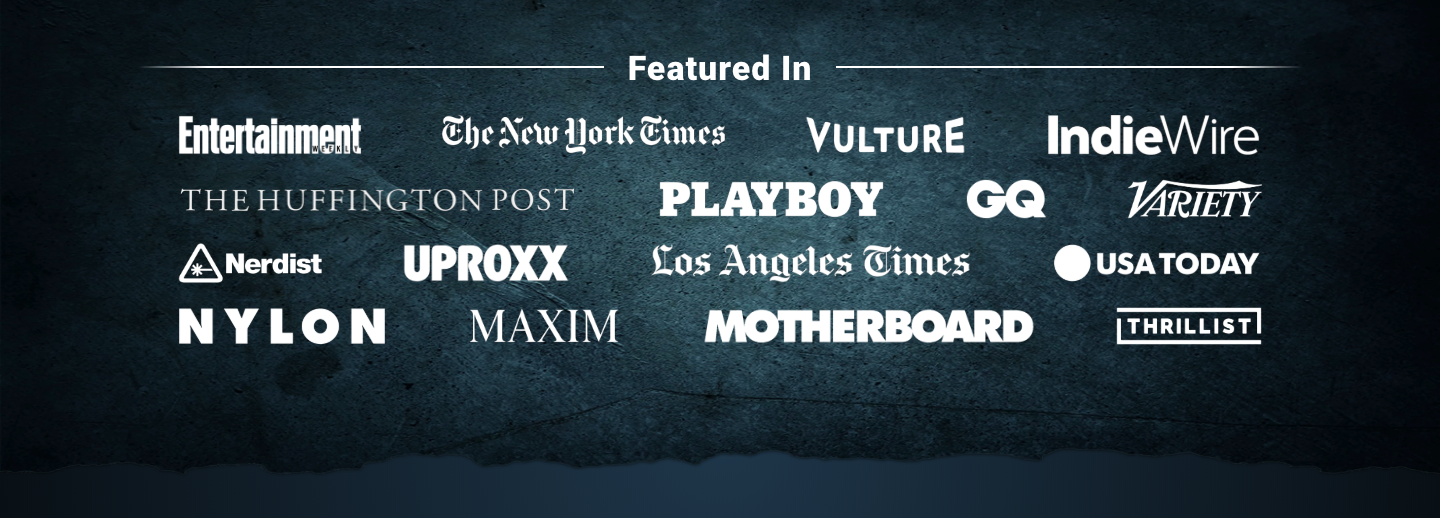 Featured In
Entertainment WEEKLY The New York Times VULTURE IndieWire
THE HUFFINGTON POST PLAYBOY GQ VARIETY
Nerdist UPROXX Los Angeles Times USA TODAY
NYLON MAXIM MOTHERBOARD THRILLIST